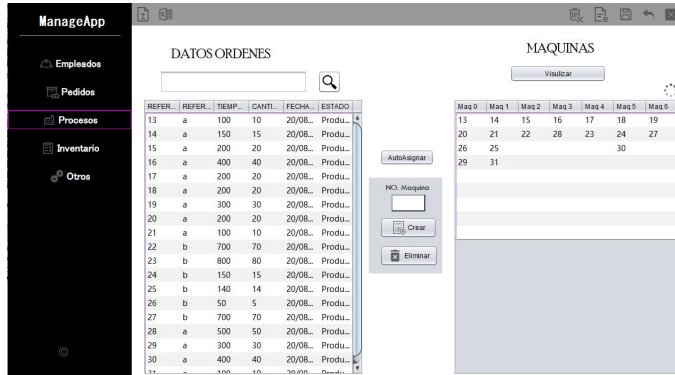 ManageApp
Empleados
Pedidos
Procesos
Inventario
Otros
©
DATOS ORDENES
REFER... REFER... TIEMP... CANTI... FECHA... ESTADO
13 a 100 10 20/08... Produ...
14 a 150 15 20/08... Produ...
15 a 200 20 20/08... Produ...
16 a 400 40 20/08... Produ...
17 a 200 20 20/08... Produ...
18 a 200 20 20/08... Produ...
19 a 300 30 20/08... Produ...
20 a 200 20 20/08... Produ...
21 a 100 10 20/08... Produ...
22 b 700 70 20/08... Produ...
23 b 800 80 20/08... Produ...
24 b 150 15 20/08... Produ...
25 b 140 14 20/08... Produ...
26 b 50 5 20/08... Produ...
27 b 700 70 20/08... Produ...
28 a 500 50 20/08... Produ...
29 a 300 30 20/08... Produ...
30 a 400 40 20/08... Produ...
31 a 100 10 20/08... Produ...
AutoAsignar
NO. Maquina
Crear
Eliminar
MAQUINAS
Visulizar
Maq 0 Maq 1 Maq 2 Maq 3 Maq 4 Maq 5 Maq 6
13 14 15 16 17 18 19
20 21 22 28 23 24 27
26 25 30
29 31